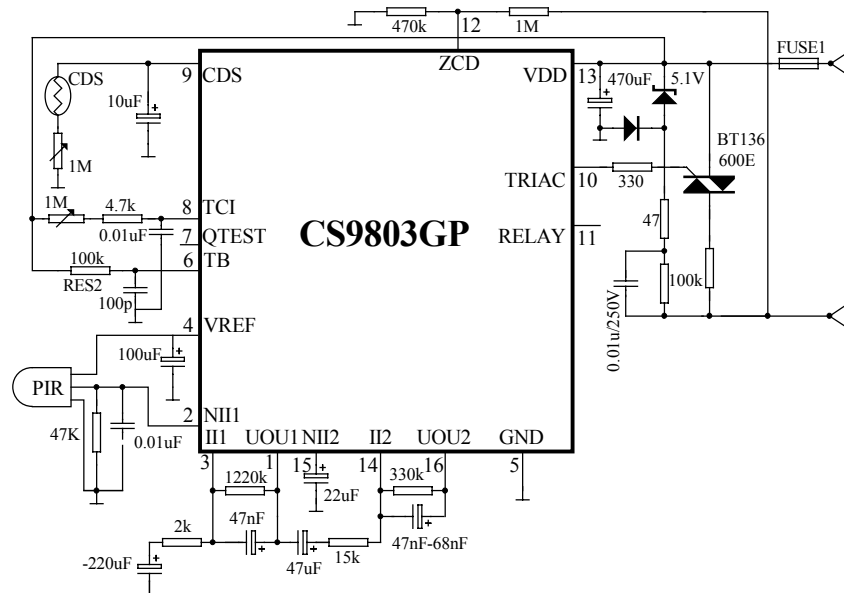 470k
12
1M
ZCD
FUSE1
9
CDS
CDS
VDD
13
470uF
5.1V
10uF
1M
BT136
600E
TRIAC
10
330
1M
4.7k
8
TCI
0.01uF
7
QTEST
CS9803GP
RELAY
11
47
100k
6
TB
RES2
100p
100k
0.01u/250V
4
VREF
100uF
PIR
2
NII1
47K
0.01uF
II1
UOU1
NII2
II2
UOU2
GND
3
1
15
14
16
5
1220k
22uF
330k
2k
47nF
47uF
15k
47nF-68nF
-220uF